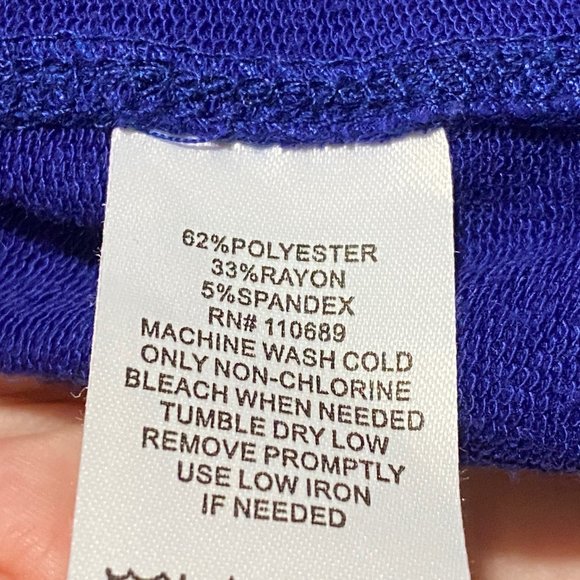 62%POLYESTER
33%RAYON
5%SPANDEX
RN# 110689
MACHINE WASH COLD
ONLY NON-CHLORINE
BLEACH WHEN NEEDED
TUMBLE DRY LOW
REMOVE PROMPTLY
USE LOW IRON
IF NEEDED